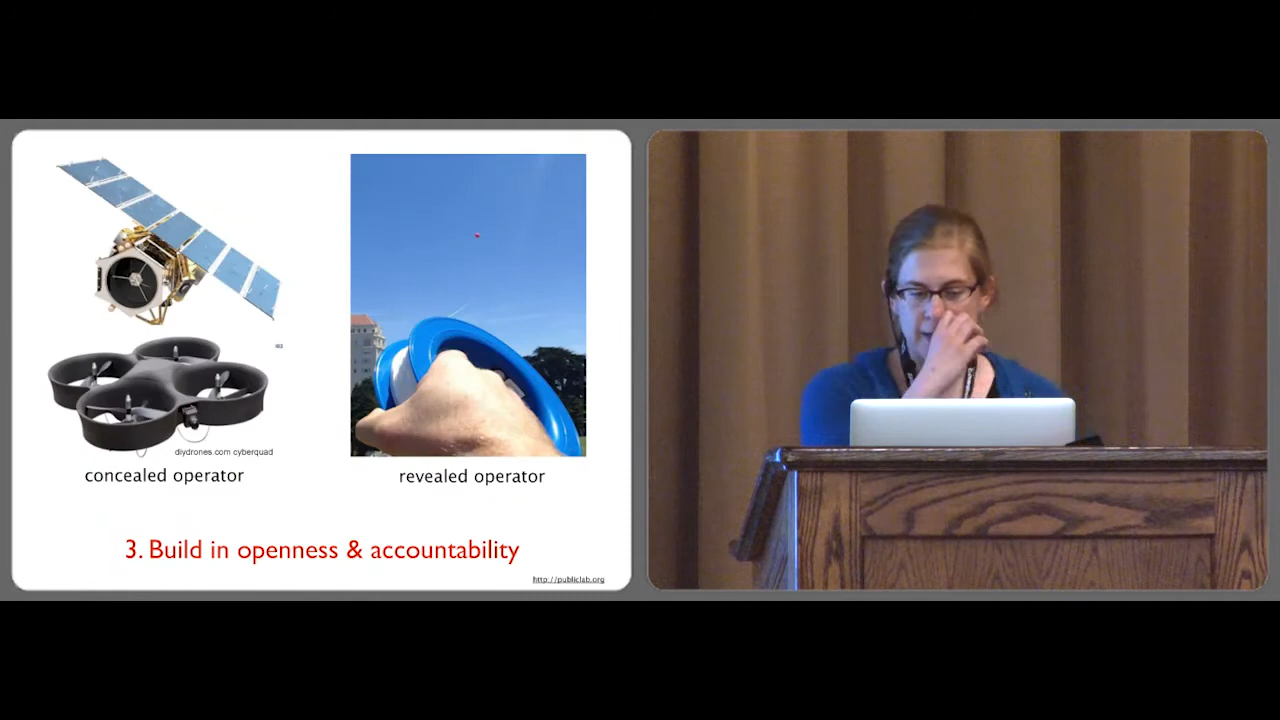 diydrones.com cyberquad
concealed operator
revealed operator
3. Build in openness & accountability
http://publiclab.org